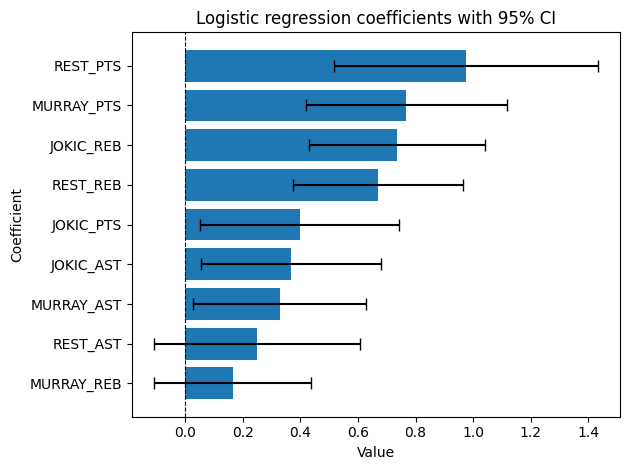 Logistic regression coefficients with 95% CI
REST_PTS
MURRAY_PTS
JOKIC_REB
REST_REB
JOKIC_PTS
JOKIC_AST
MURRAY_AST
REST_AST
MURRAY_REB
Coefficient
0.0 0.2 0.4 0.6 0.8 1.0 1.2 1.4
Value